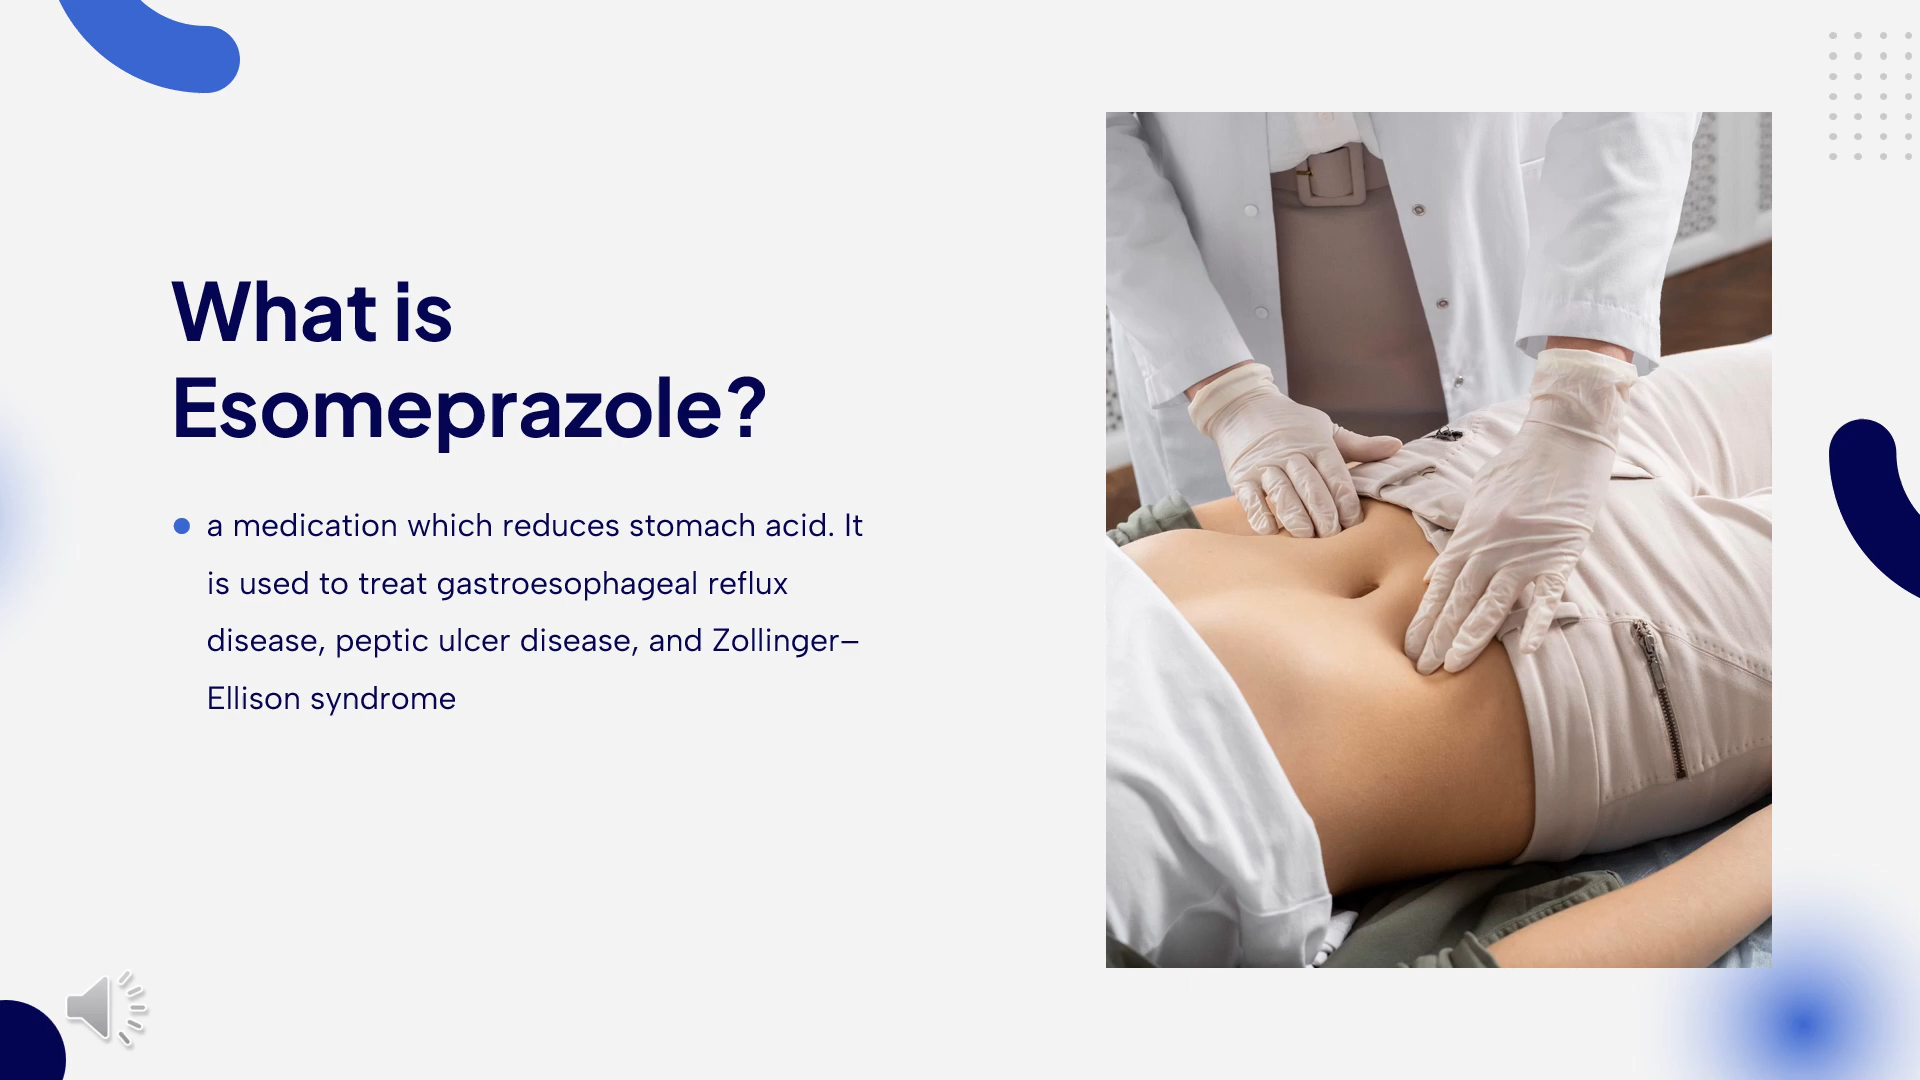 What is
Esomeprazole?
a medication which reduces stomach acid. It
is used to treat gastroesophageal reflux
disease, peptic ulcer disease, and Zollinger–
Ellison syndrome